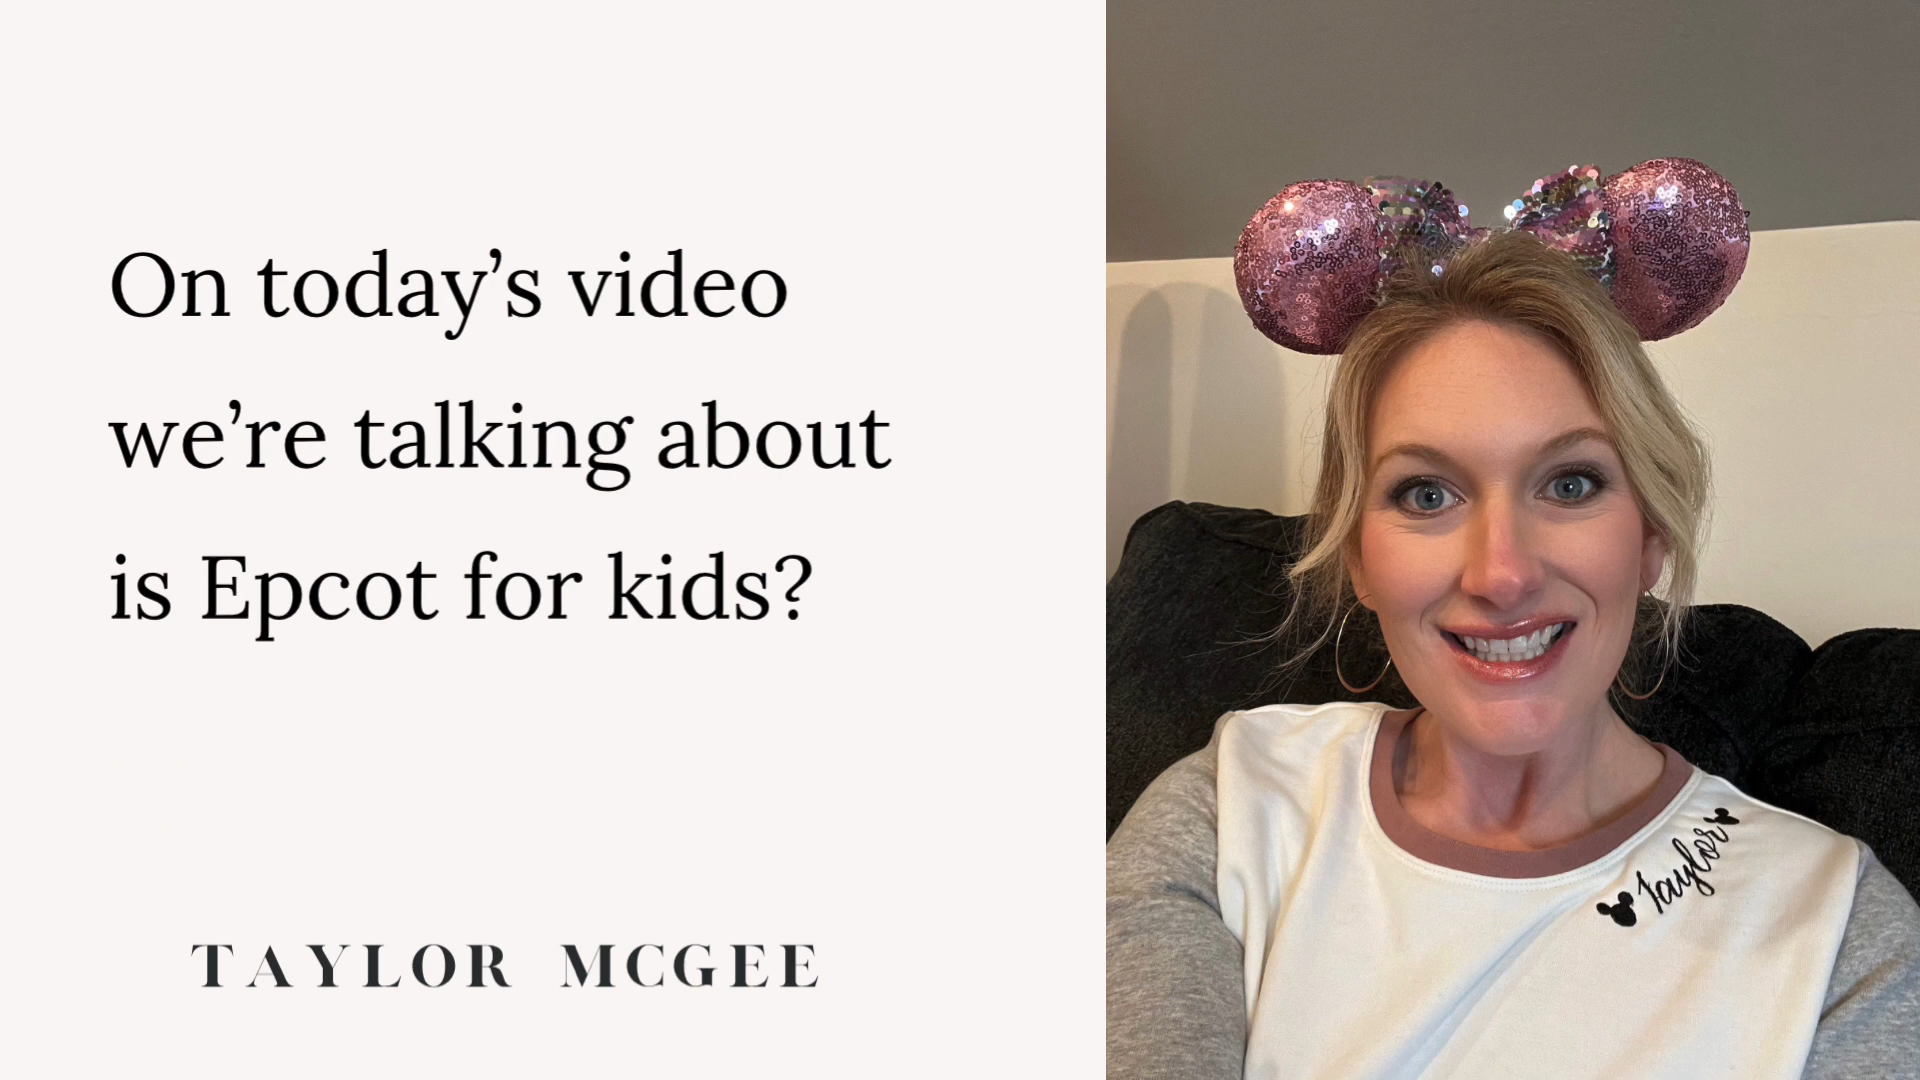 On today’s video
we’re talking about
is Epcot for kids?
TAYLOR MCGEE
Taylor